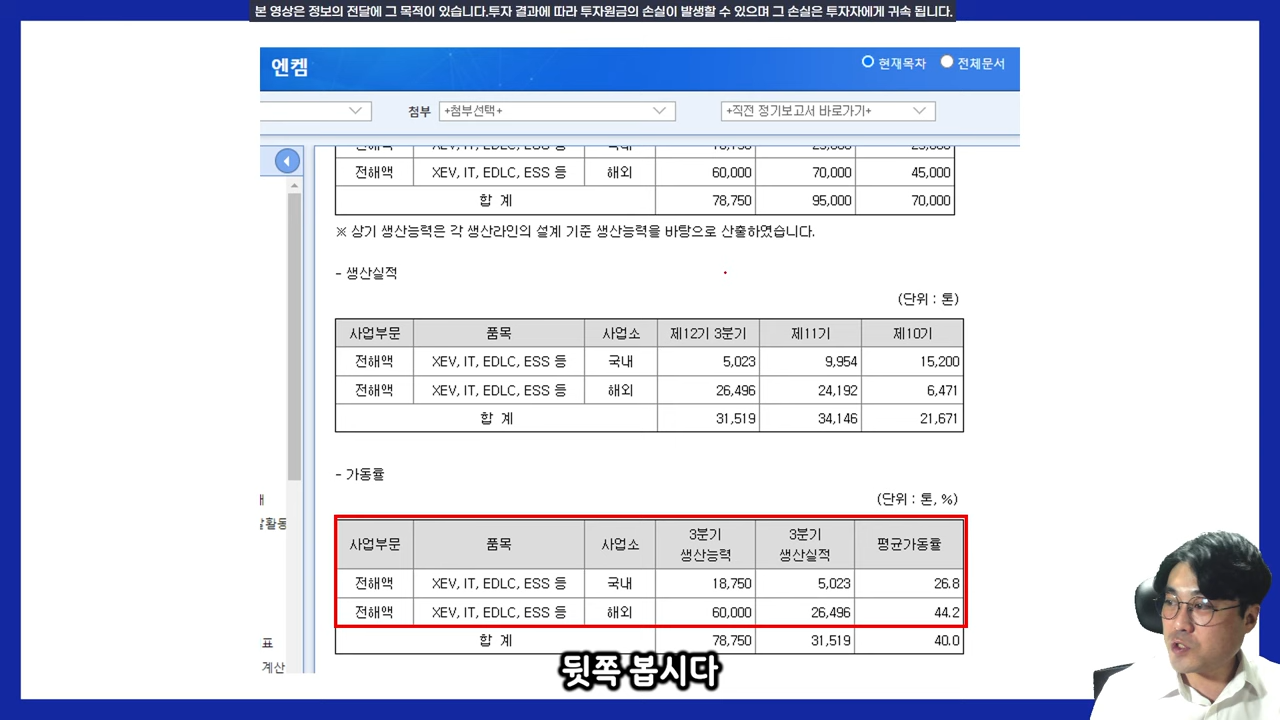 본 영상은 정보의 전달에 그 목적이 있습니다.투자 결과에 따라 투자원금의 손실이 발생할 수 있으며 그 손실은 투자자에게 귀속 됩니다.
엔켐
현재목차 전체문서
첨부 +첨부선택+ +직전 정기보고서 바로가기+
전해액 XEV, IT, EDLC, ESS 등 해외 60,000 70,000 45,000
합 계 78,750 95,000 70,000
※ 상기 생산능력은 각 생산라인의 설계 기준 생산능력을 바탕으로 산출하였습니다.
- 생산실적
(단위 : 톤)
사업부문 품목 사업소 제12기 3분기 제11기 제10기
전해액 XEV, IT, EDLC, ESS 등 국내 5,023 9,954 15,200
전해액 XEV, IT, EDLC, ESS 등 해외 26,496 24,192 6,471
합 계 31,519 34,146 21,671
- 가동률
(단위 : 톤, %)
사업부문 품목 사업소 3분기 생산능력 3분기 생산실적 평균가동률
전해액 XEV, IT, EDLC, ESS 등 국내 18,750 5,023 26.8
전해액 XEV, IT, EDLC, ESS 등 해외 60,000 26,496 44.2
합 계 78,750 31,519 40.0
표
계산
뒷쪽 봅시다